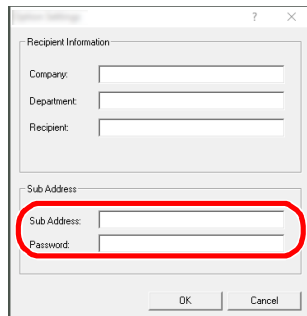 ?
Recipient Information
Company:
Department:
Recipient:
Sub Address
Sub Address:
Password:
OK Cancel